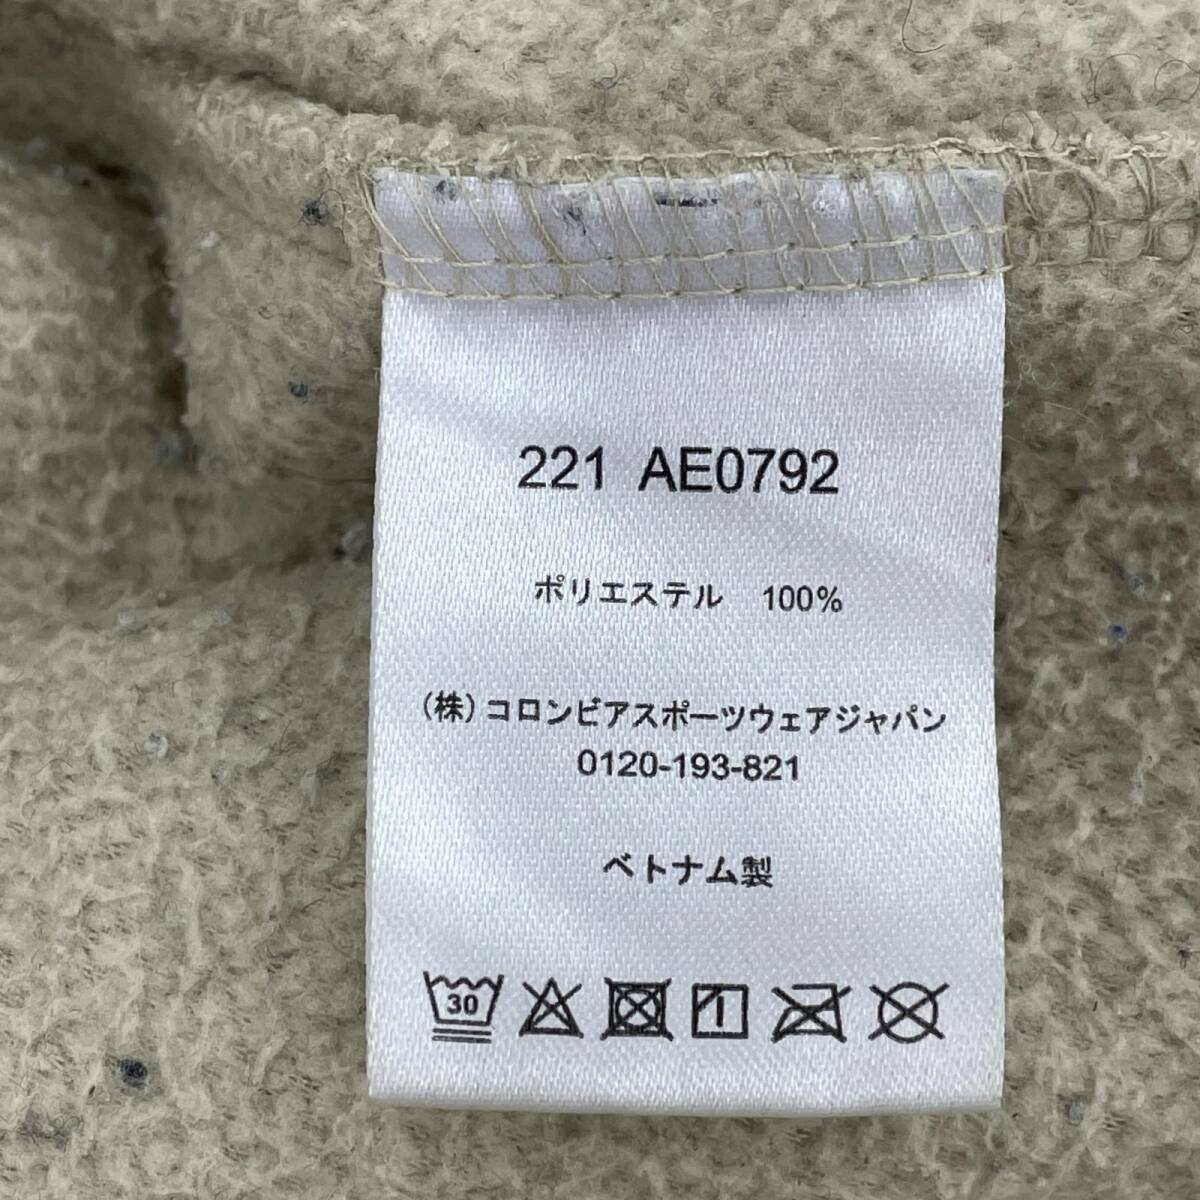 221 AE0792
ポリエステル 100%
(株)コロンビアスポーツウェアジャパン
0120-193-821
ベトナム製
30